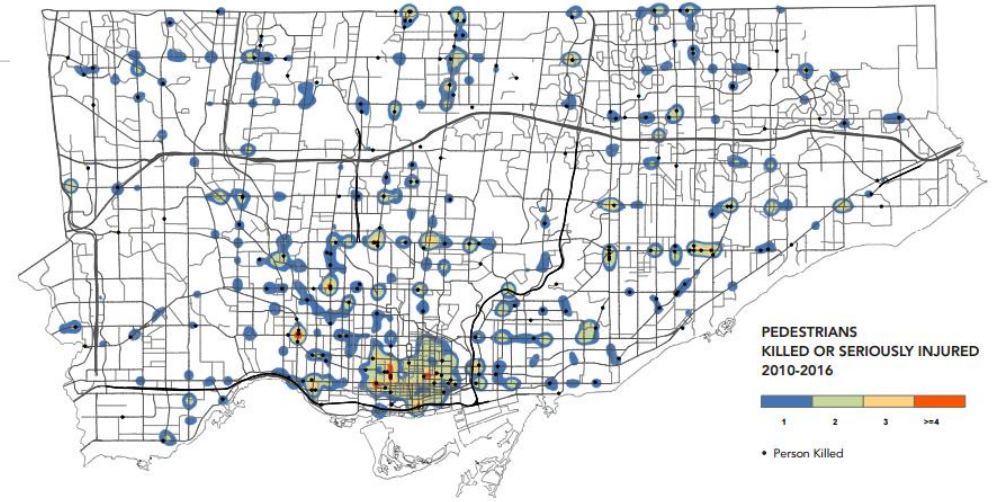 PEDESTRIANS
KILLED OR SERIOUSLY INJURED
2010-2016
1 2 3 >=4
• Person Killed